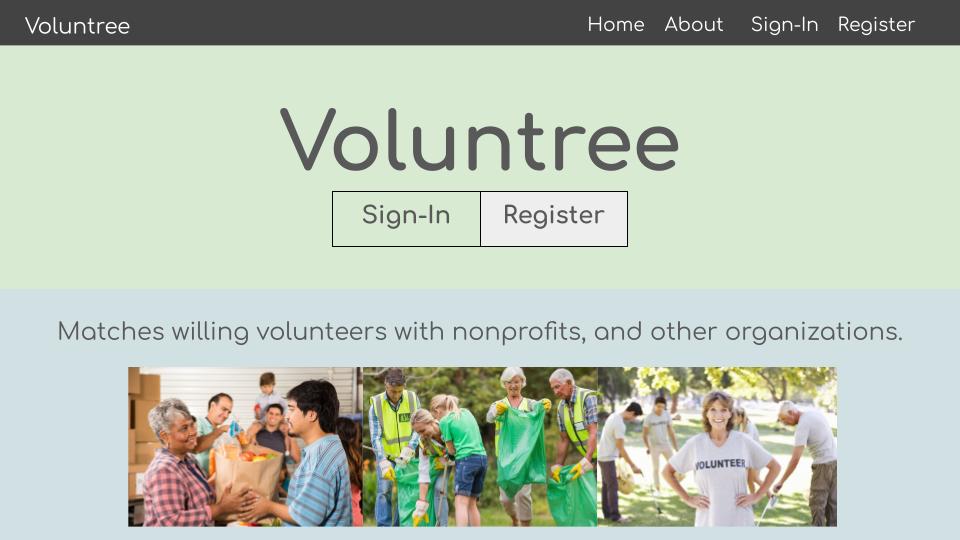 Voluntree Home About Sign-In Register
Voluntree
Sign-In Register
Matches willing volunteers with nonprofits, and other organizations.
VOLUNTEER